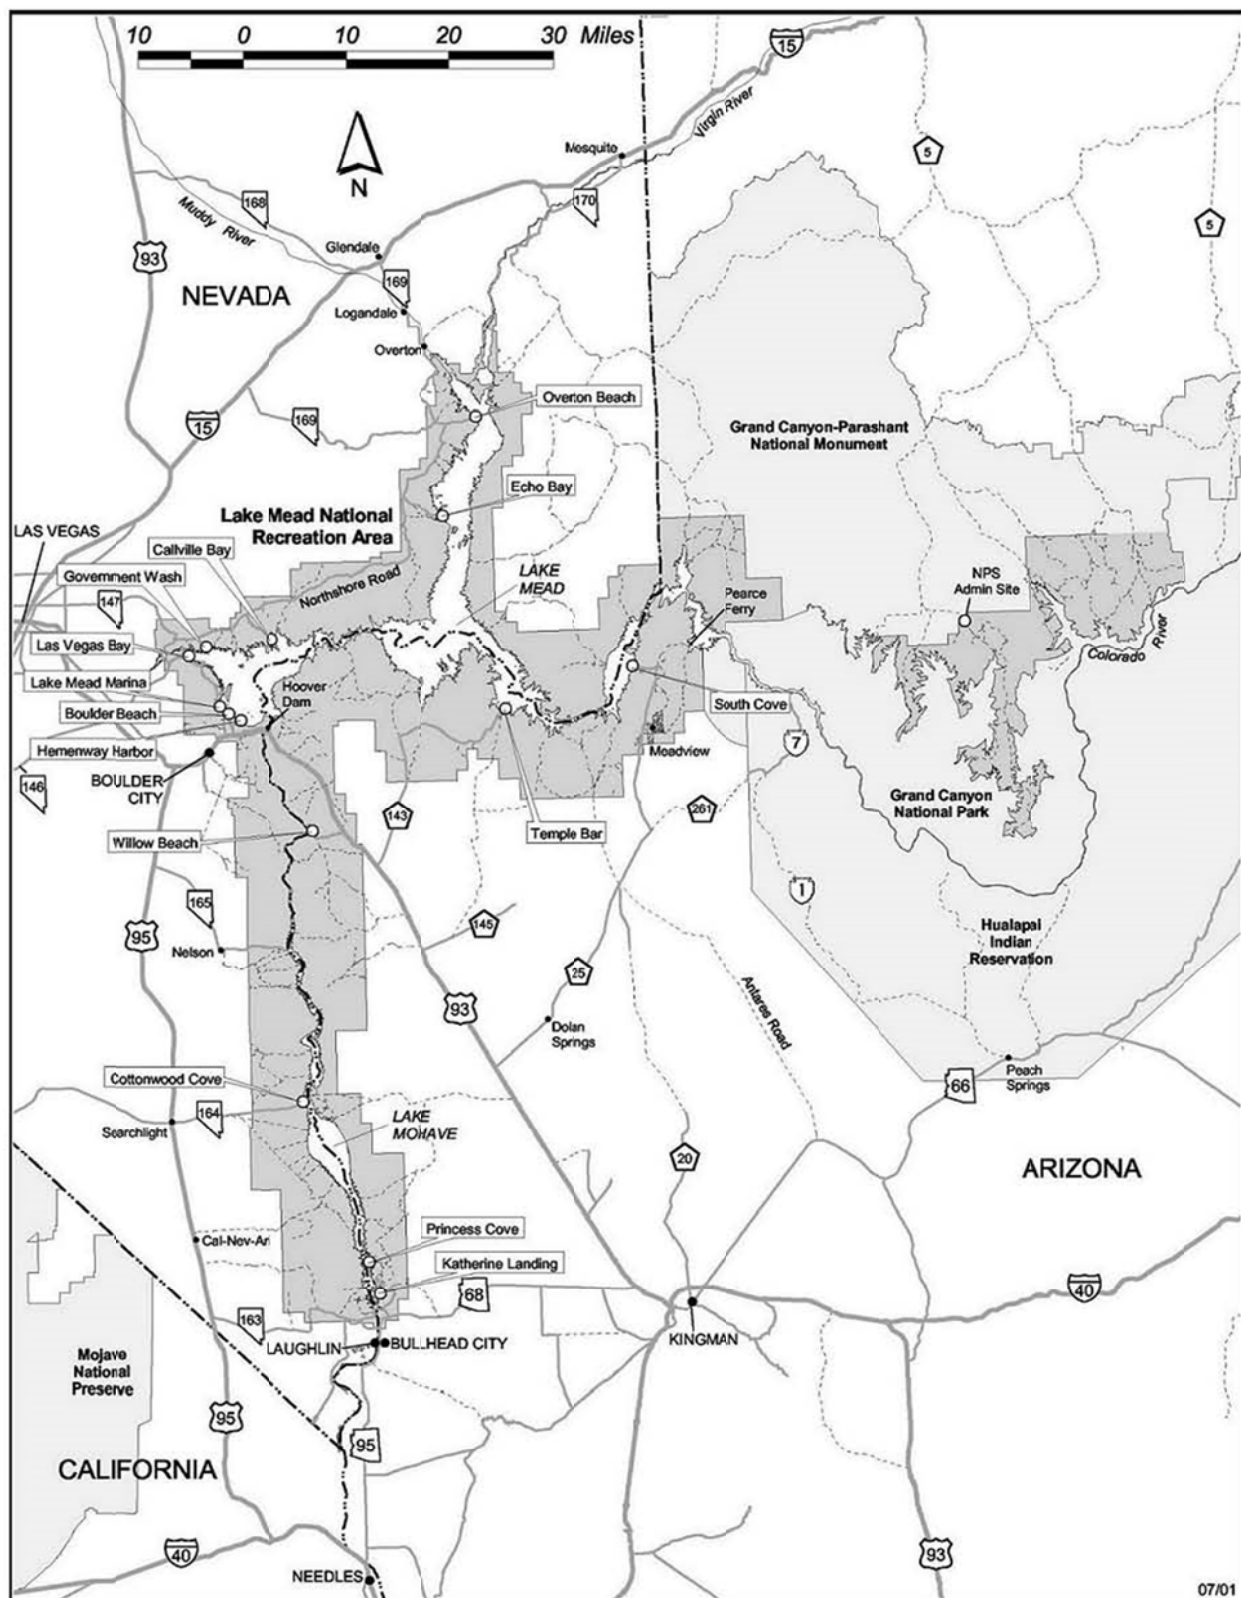 10 0 10 20 30 Miles
15
Virgin River
Mesquite
5
N
168
170
5
Muddy River
Glendale
93
NEVADA
169
Logandale
Overton
Overton Beach
15
169
Grand Canyon-Parashant
National Monument
Echo Bay
Lake Mead National
Recreation Area
LAS VEGAS
Callville Bay
Government Wash
Northshore Road
LAKE
MEAD
NPS
Admin Site
147
Pearce
Ferry
Las Vegas Bay
Colorado River
Lake Mead Marina
Hoover
Dam
South Cove
Boulder Beach
Hemenway Harbor
Meadview
7
146
BOULDER
CITY
143
261
Grand Canyon
National Park
Willow Beach
Temple Bar
1
165
145
Hualapai
Indian
Reservation
95
Nelson
25
93
Antares Road
Dolan
Springs
Peach
Springs
66
Cottonwood Cove
164
LAKE
MOHAVE
Searchlight
20
ARIZONA
Princess Cove
Cal-Nev-Ari
Katherine Landing
68
40
163
LAUGHLIN
BULLHEAD CITY
KINGMAN
Mojave
National
Preserve
95
95
CALIFORNIA
40
93
NEEDLES
07/01